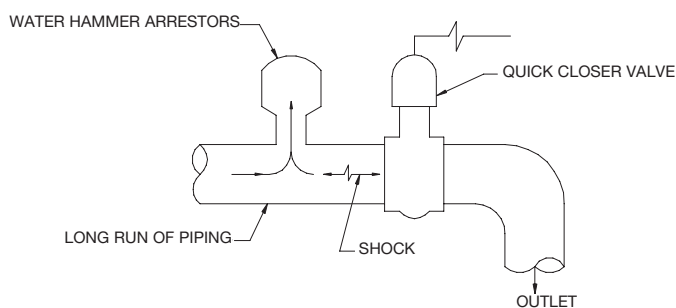 WATER HAMMER ARRESTORS
QUICK CLOSER VALVE
LONG RUN OF PIPING
SHOCK
OUTLET